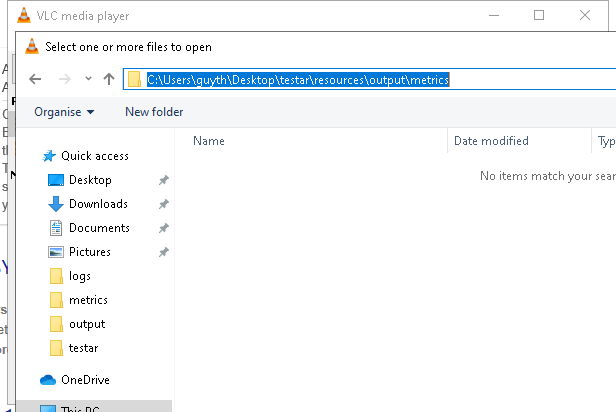 VLC media player
Select one or more files to open
C:\Users\guyth\Desktop\testar\resources\output\metrics
Organise
New folder
Name
Date modified
Typ
No items match your sear
Quick access
Desktop
Downloads
Documents
Pictures
logs
metrics
output
testar
OneDrive
This PC